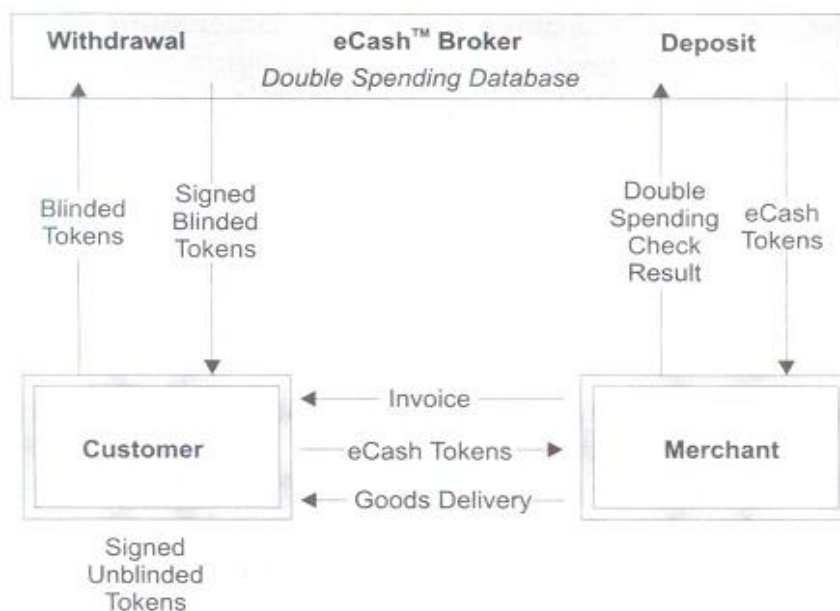 Withdrawal eCash™ Broker Deposit
Double Spending Database
Blinded
Tokens
Signed
Blinded
Tokens
Double
Spending
Check
Result
eCash
Tokens
Invoice
Customer
eCash Tokens
Merchant
Goods Delivery
Signed
Unblinded
Tokens